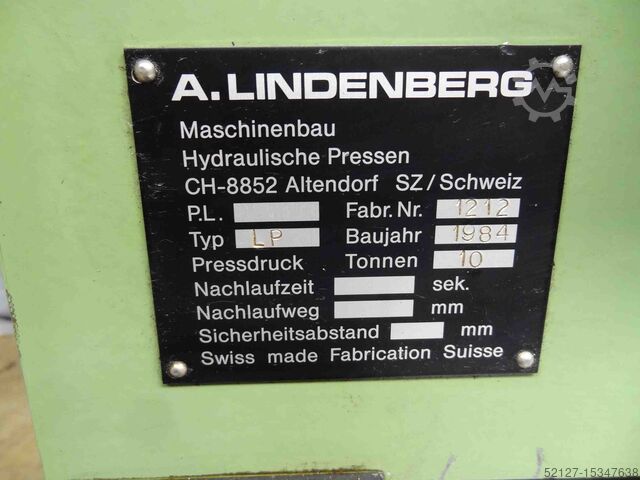 A. LINDENBERG
Maschinenbau
Hydraulische Pressen
CH-8852 Altendorf SZ/Schweiz
P.L. Fabr. Nr. 1212
Typ LP Baujahr 1984
Pressdruck Tonnen 10
Nachlaufzeit sek.
Nachlaufweg mm
Sicherheitsabstand mm
Swiss made Fabrication Suisse
52127-15347638